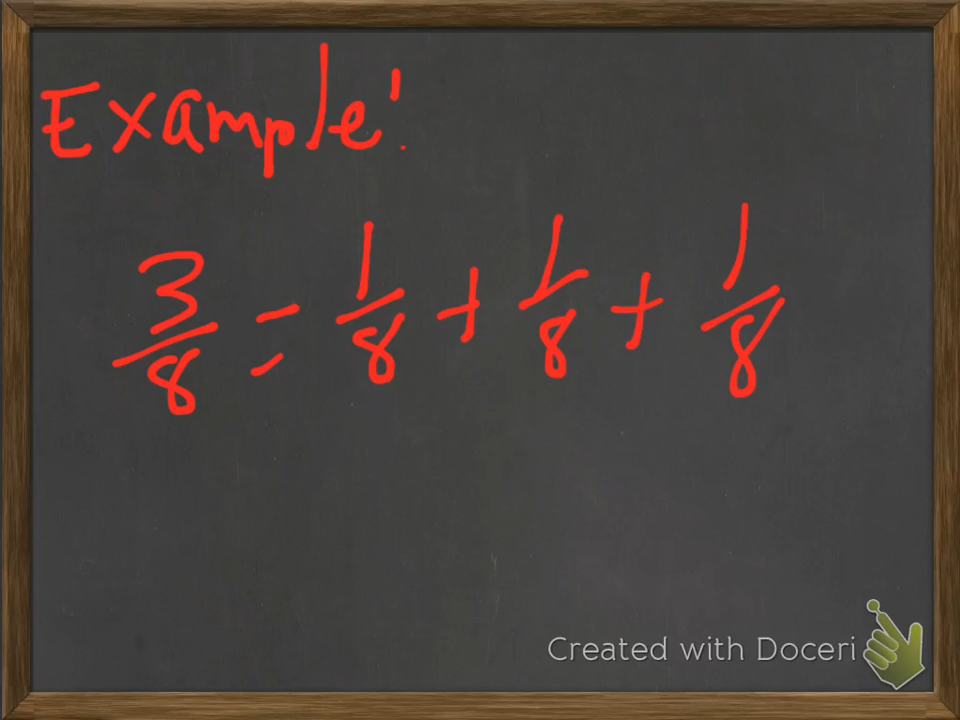 Example!
3/8 = 1/8 + 1/8 + 1/8
Created with Doceri